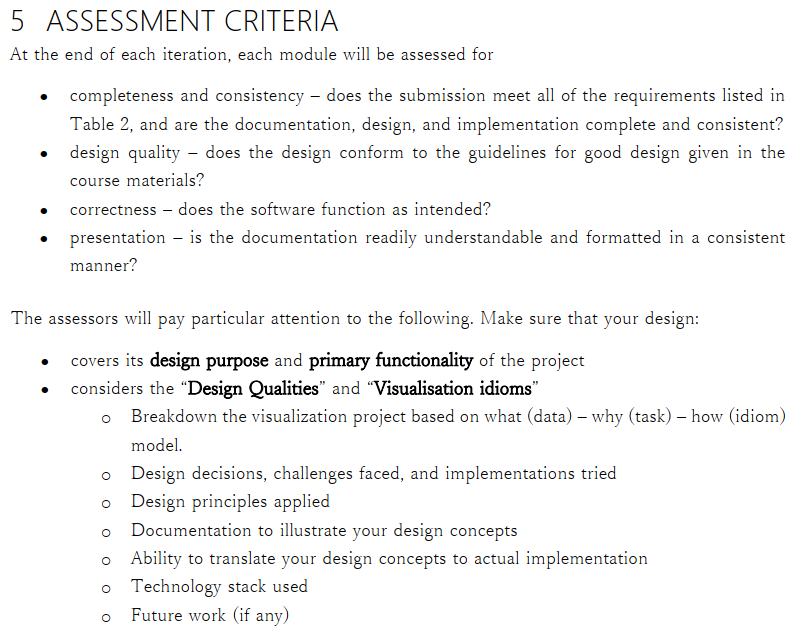 5 ASSESSMENT CRITERIA
At the end of each iteration, each module will be assessed for
• completeness and consistency – does the submission meet all of the requirements listed in
Table 2, and are the documentation, design, and implementation complete and consistent?
• design quality – does the design conform to the guidelines for good design given in the
course materials?
• correctness – does the software function as intended?
• presentation – is the documentation readily understandable and formatted in a consistent
manner?
The assessors will pay particular attention to the following. Make sure that your design:
• covers its design purpose and primary functionality of the project
• considers the “Design Qualities” and “Visualisation idioms”
o Breakdown the visualization project based on what (data) – why (task) – how (idiom)
model.
o Design decisions, challenges faced, and implementations tried
o Design principles applied
o Documentation to illustrate your design concepts
o Ability to translate your design concepts to actual implementation
o Technology stack used
o Future work (if any)